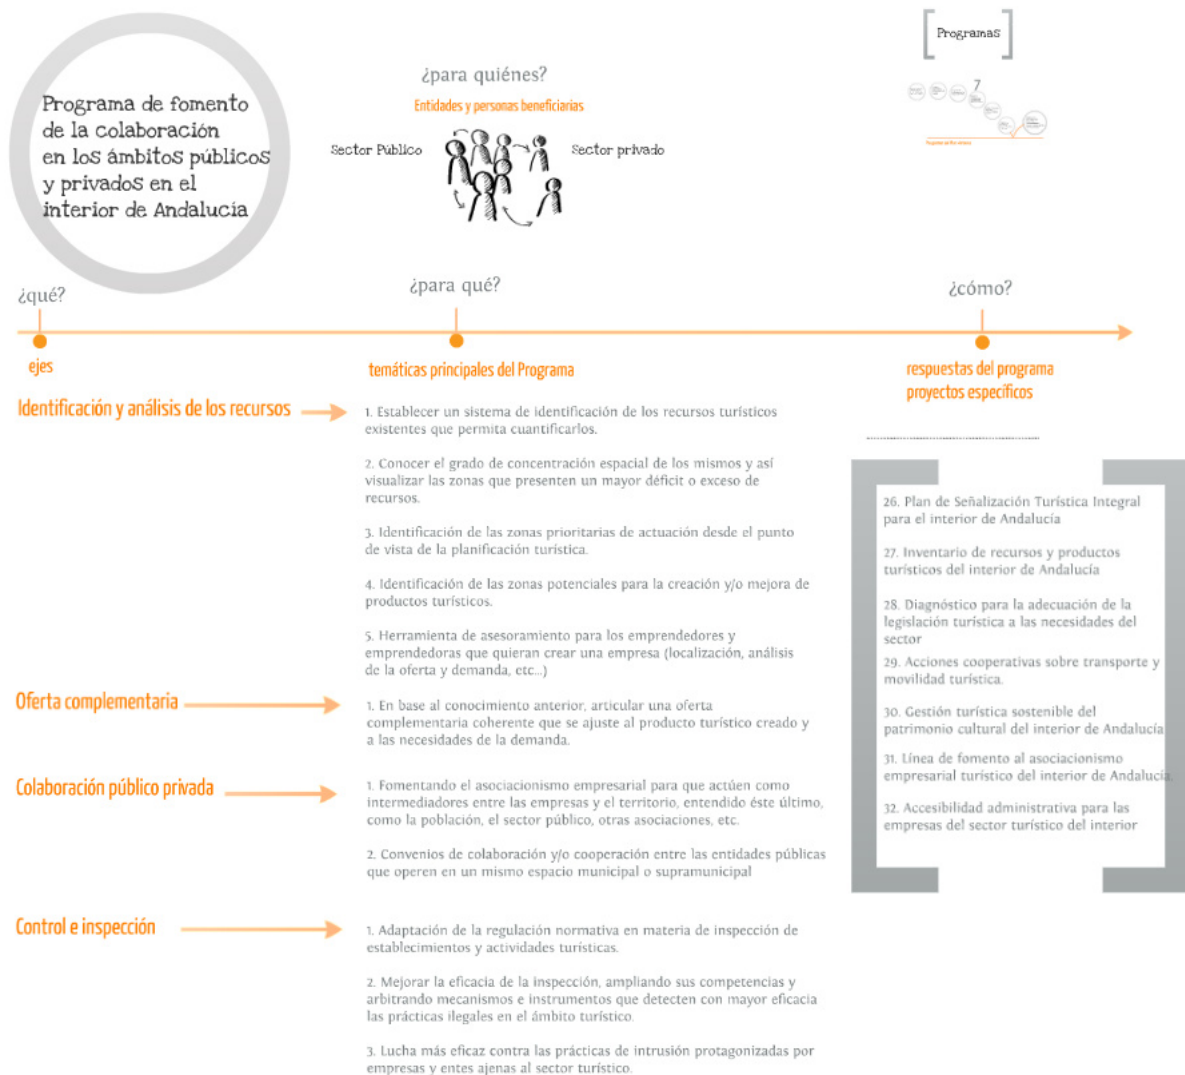 Programa de fomento
de la colaboración
en los ámbitos públicos
y privados en el
interior de Andalucía
¿para quiénes?
Entidades y personas beneficiarias
Sector Público
Sector privado
Programas
7
¿qué?
¿para qué?
¿cómo?
ejes
temáticas principales del Programa
respuestas del programa
proyectos específicos
Identificación y análisis de los recursos
1. Establecer un sistema de identificación de los recursos turísticos
existentes que permita cuantificarlos.
2. Conocer el grado de concentración espacial de los mismos y así
visualizar las zonas que presenten un mayor déficit o exceso de
recursos.
3. Identificación de las zonas prioritarias de actuación desde el punto
de vista de la planificación turística.
4. Identificación de las zonas potenciales para la creación y/o mejora de
productos turísticos.
5. Herramienta de asesoramiento para los emprendedores y
emprendedoras que quieran crear una empresa (localización, análisis
de la oferta y demanda, etc...)
Oferta complementaria
1. En base al conocimiento anterior, articular una oferta
complementaria coherente que se ajuste al producto turístico creado y
a las necesidades de la demanda.
Colaboración público privada
1. Fomentando el asociacionismo empresarial para que actúen como
intermediadores entre las empresas y el territorio, entendido éste último,
como la población, el sector público, otras asociaciones, etc.
2. Convenios de colaboración y/o cooperación entre las entidades públicas
que operen en un mismo espacio municipal o supramunicipal
Control e inspección
1. Adaptación de la regulación normativa en materia de inspección de
establecimientos y actividades turísticas.
2. Mejorar la eficacia de la inspección, ampliando sus competencias y
arbitrando mecanismos e instrumentos que detecten con mayor eficacia
las prácticas ilegales en el ámbito turístico.
3. Lucha más eficaz contra las prácticas de intrusión protagonizadas por
empresas y entes ajenas al sector turístico.
26. Plan de Señalización Turística Integral
para el interior de Andalucía
27. Inventario de recursos y productos
turísticos del interior de Andalucía
28. Diagnóstico para la adecuación de la
legislación turística a las necesidades del
sector
29. Acciones cooperativas sobre transporte y
movilidad turística.
30. Gestión turística sostenible del
patrimonio cultural del interior de Andalucía
31. Línea de fomento al asociacionismo
empresarial turístico del interior de Andalucía.
32. Accesibilidad administrativa para las
empresas del sector turístico del interior